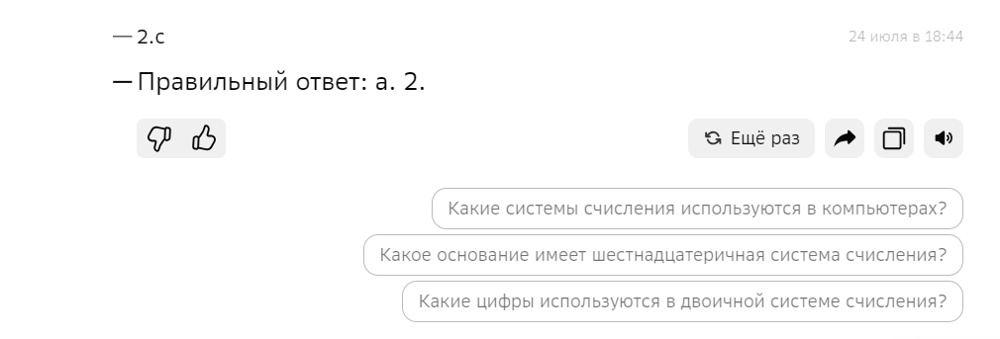 — 2.c
24 июля в 18:44
— Правильный ответ: а. 2.
Ещё раз
Какие системы счисления используются в компьютерах?
Какое основание имеет шестнадцатеричная система счисления?
Какие цифры используются в двоичной системе счисления?